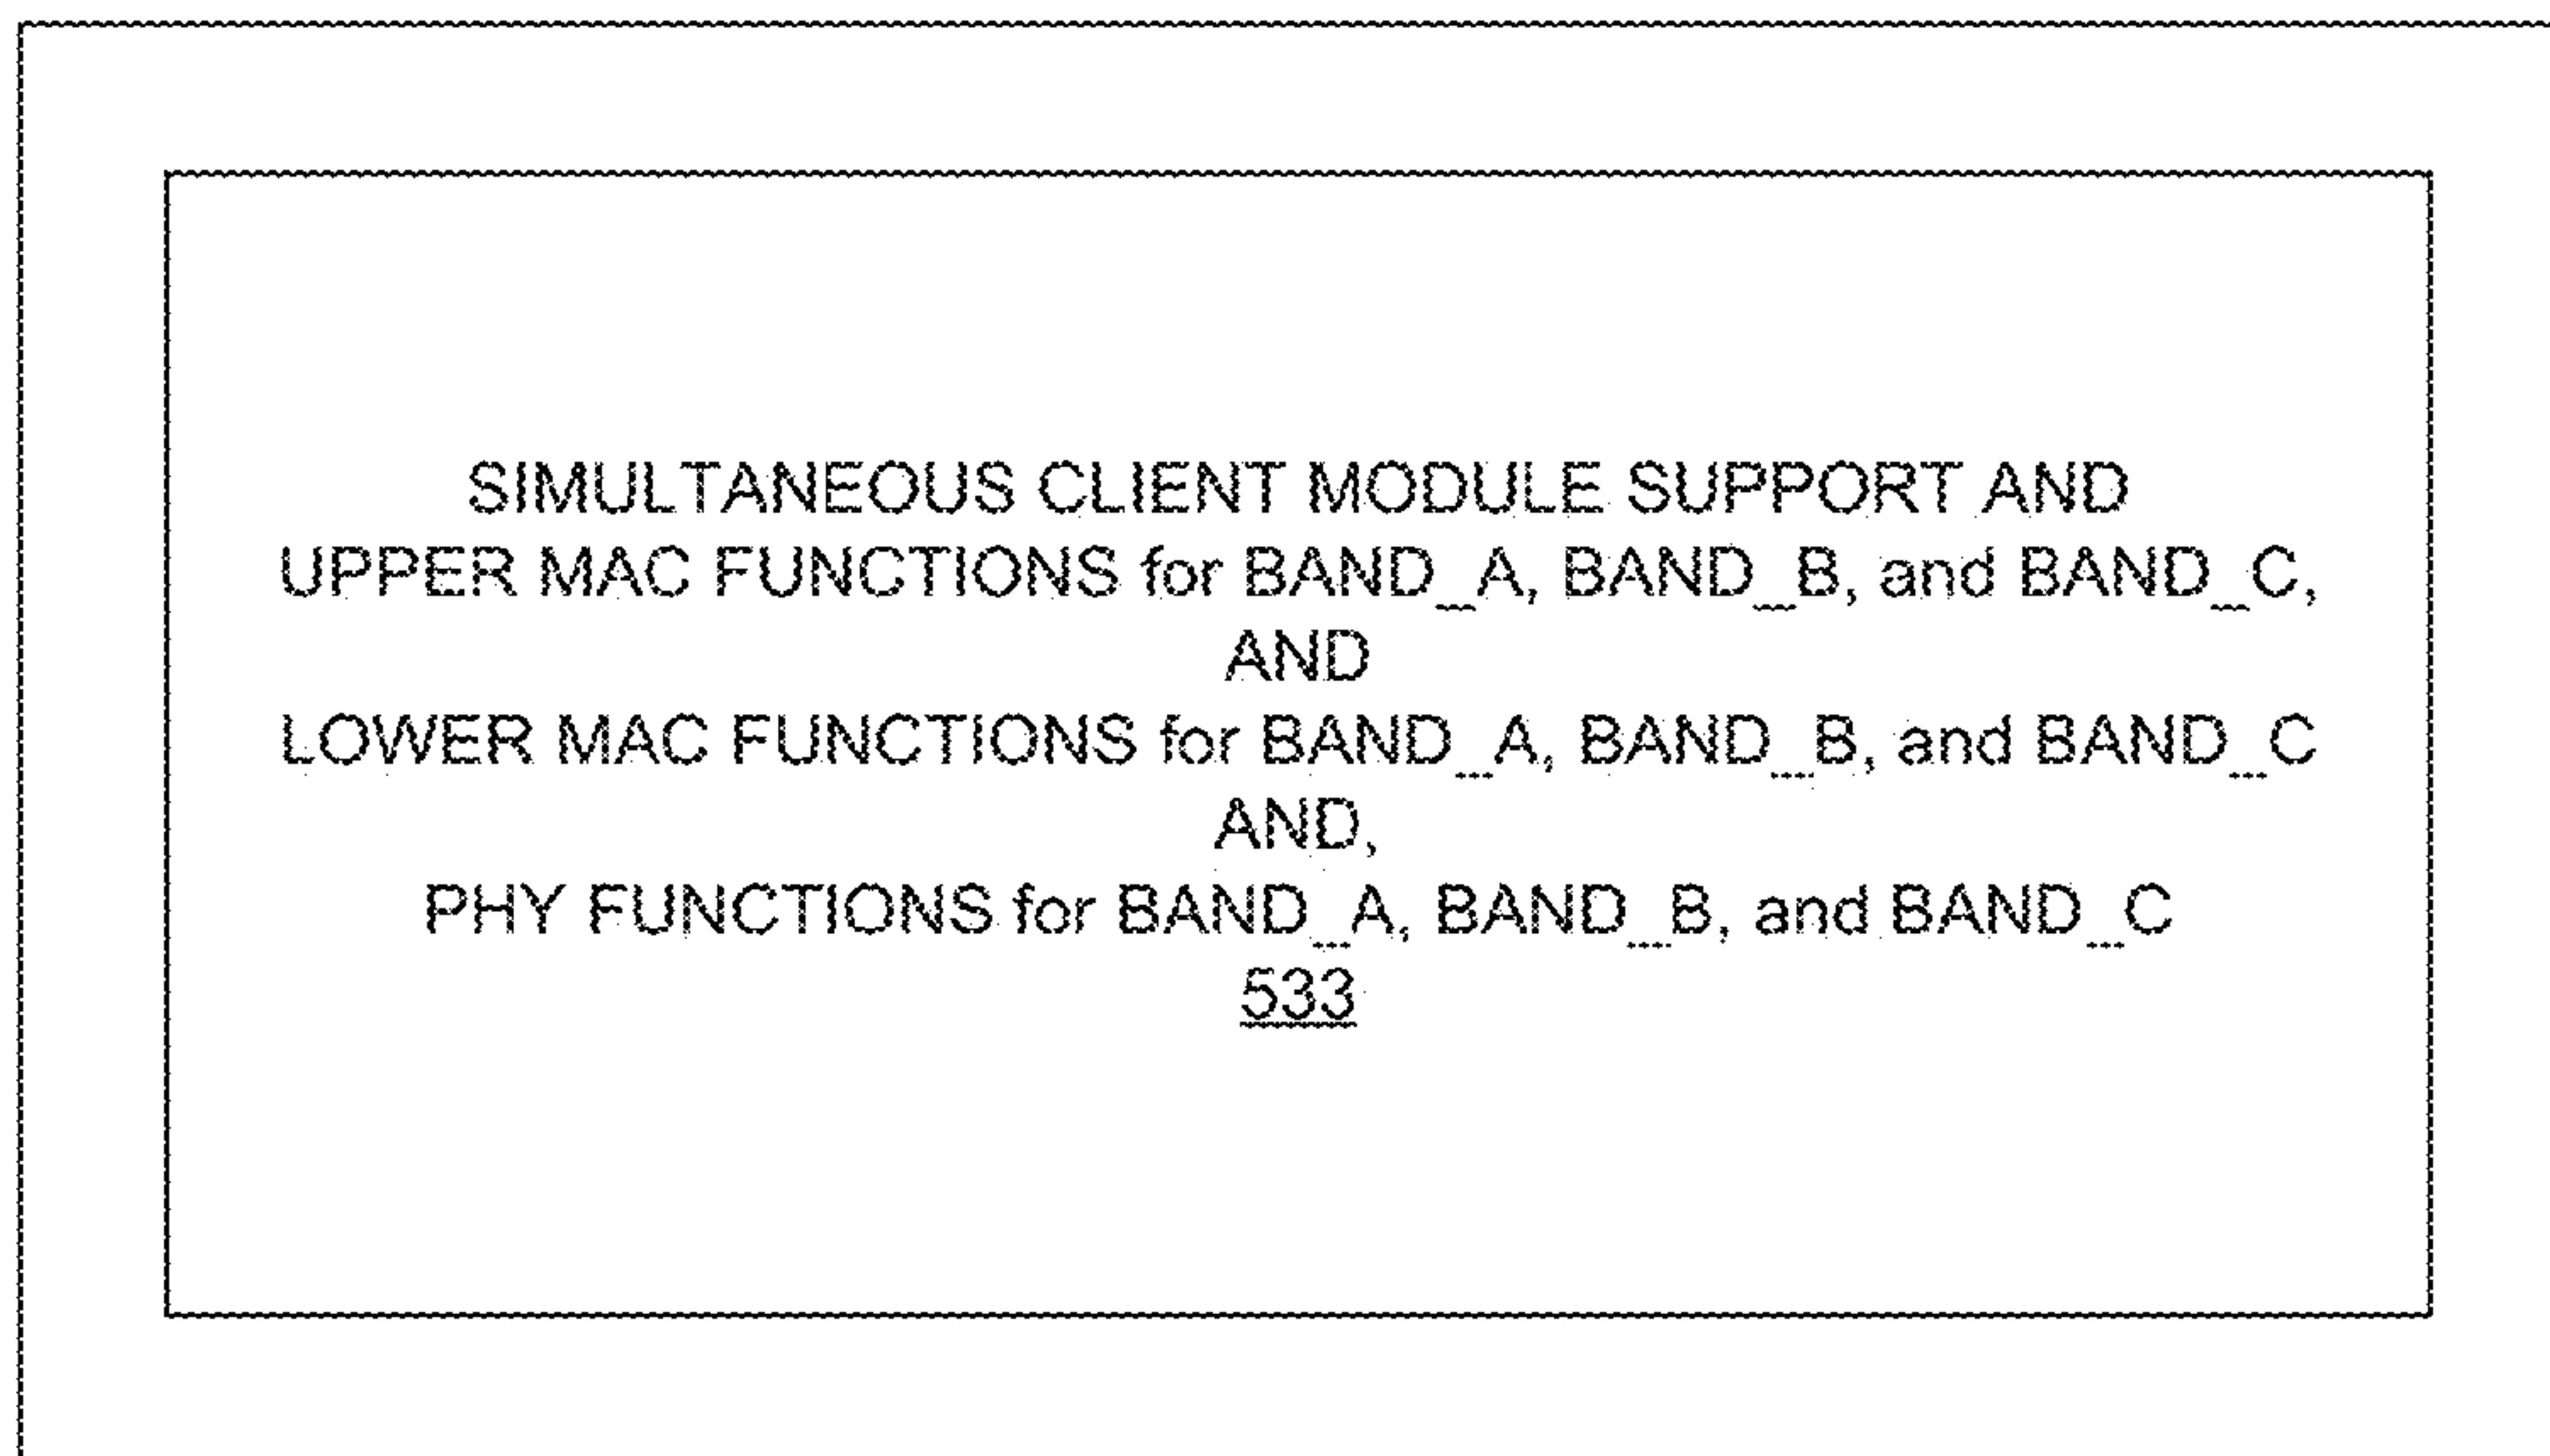 SIMULTANEOUS CLIENT MODULE SUPPORT AND
UPPER MAC FUNCTIONS for BAND_A, BAND_B, and BAND_C,
AND
LOWER MAC FUNCTIONS for BAND_A, BAND_B, and BAND_C
AND,
PHY FUNCTIONS for BAND_A, BAND_B, and BAND_C
533